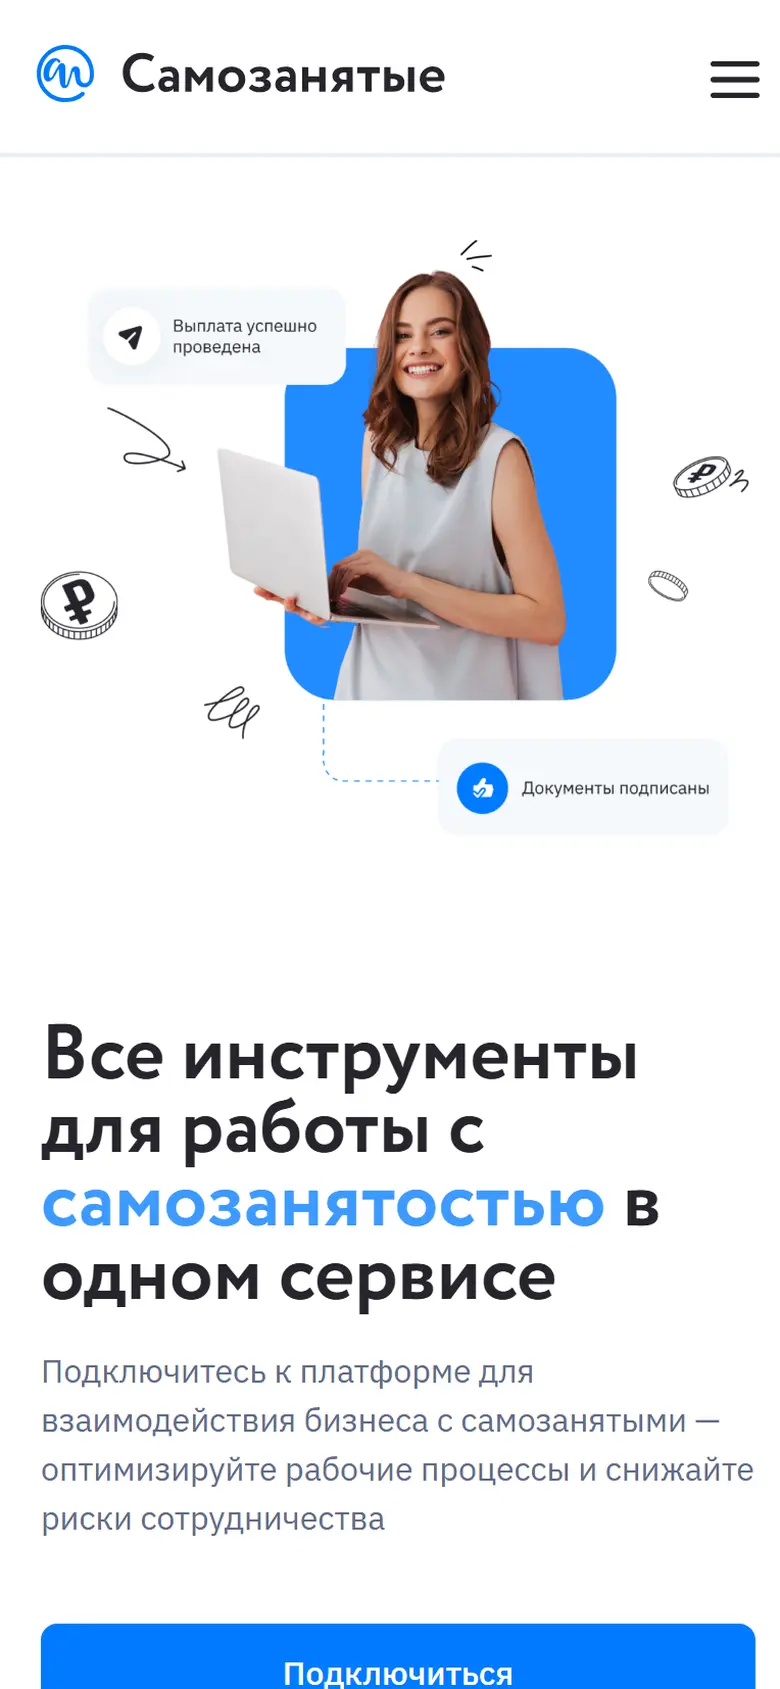 Самозанятые
Выплата успешно
проведена
Документы подписаны
Все инструменты
для работы с
самозанятостью в
одном сервисе
Подключитесь к платформе для
взаимодействия бизнеса с самозанятыми —
оптимизируйте рабочие процессы и снижайте
риски сотрудничества
Подключиться